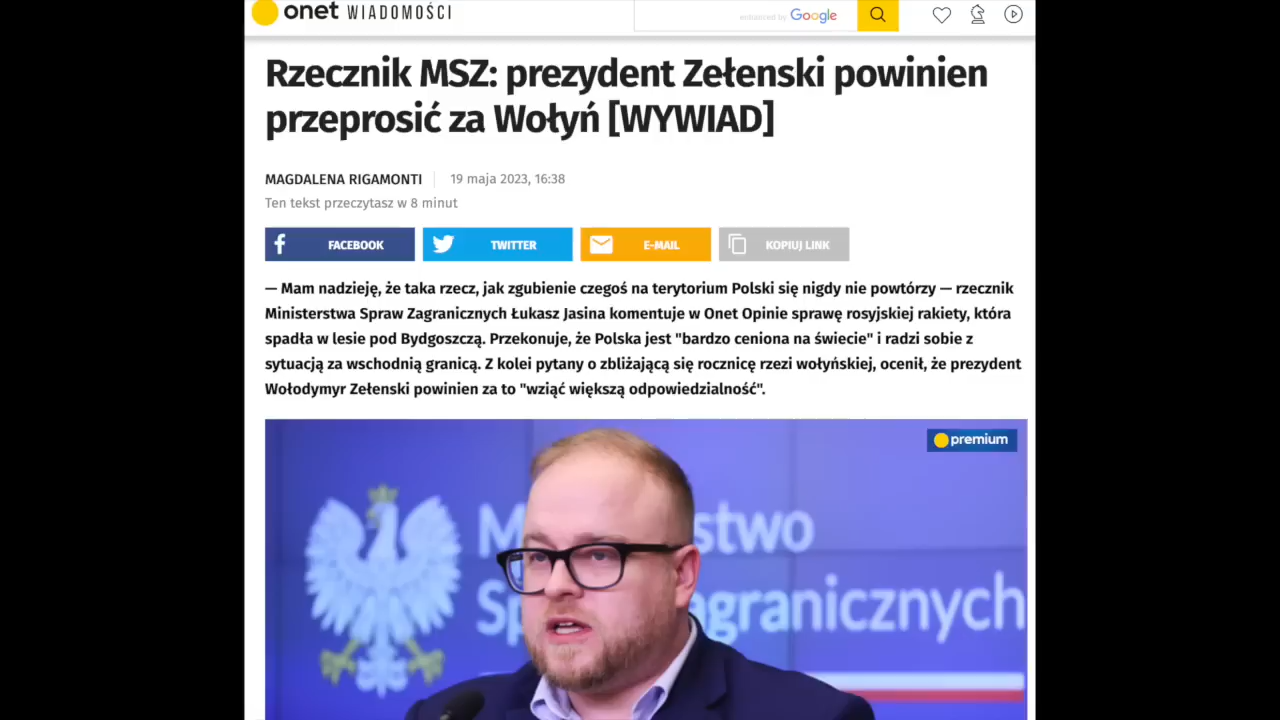 onet WIADOMOŚCI
enhanced by Google
Rzecznik MSZ: prezydent Zełenski powinien
przeprosić za Wołyń [WYWIAD]
MAGDALENA RIGAMONTI
19 maja 2023, 16:38
Ten tekst przeczytasz w 8 minut
FACEBOOK
TWITTER
E-MAIL
KOPIUJ LINK
— Mam nadzieję, że taka rzecz, jak zgubienie czegoś na terytorium Polski się nigdy nie powtórzy — rzecznik
Ministerstwa Spraw Zagranicznych Łukasz Jasina komentuje w Onet Opinie sprawę rosyjskiej rakiety, która
spadła w lesie pod Bydgoszczą. Przekonuje, że Polska jest "bardzo ceniona na świecie" i radzi sobie z
sytuacją za wschodnią granicą. Z kolei pytany o zbliżającą się rocznicę rzezi wołyńskiej, ocenił, że prezydent
Wołodymyr Zełenski powinien za to "wziąć większą odpowiedzialność".
premium
M stwo
Sp agranicznych